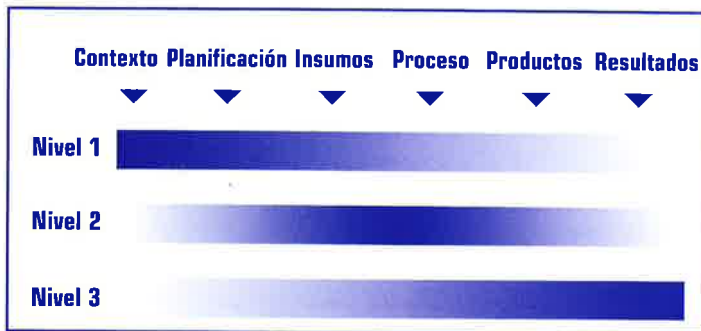 Contexto Planificación Insumos Proceso Productos Resultados
Nivel 1
Nivel 2
Nivel 3